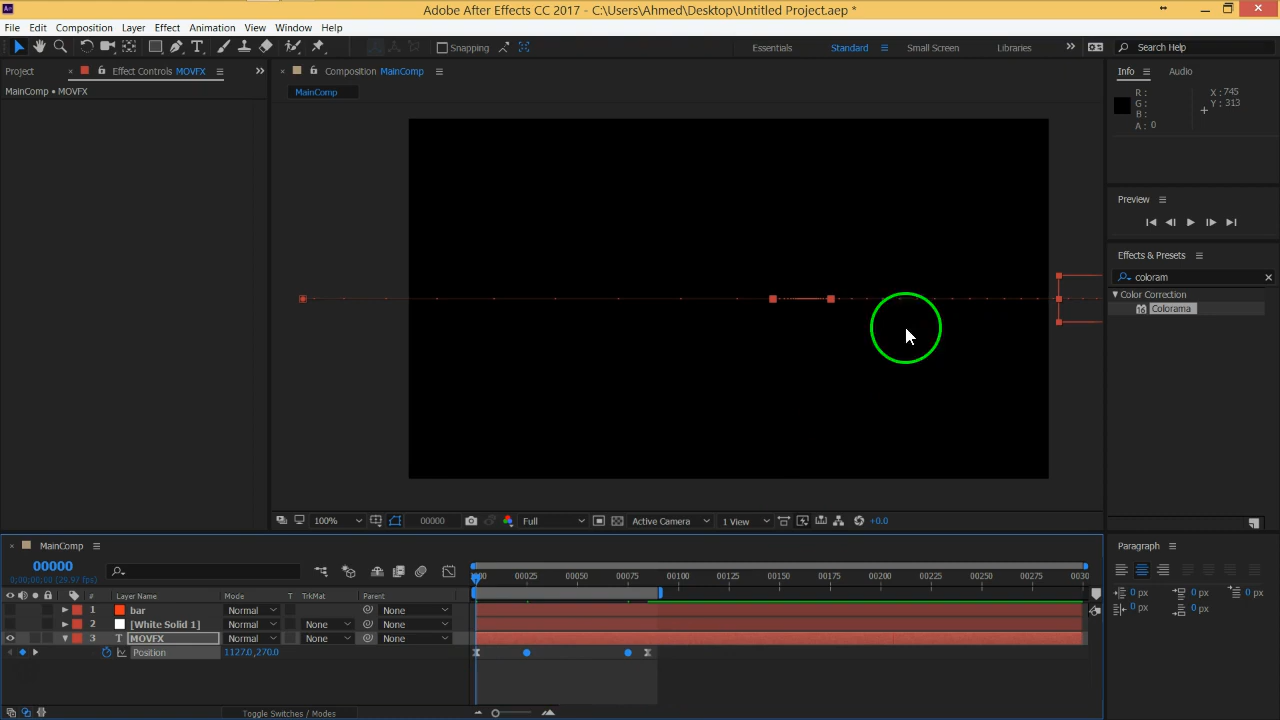 Adobe After Effects CC 2017 - C:\Users\Ahmed\Desktop\Untitled Project.aep *
File Edit Composition Layer Effect Animation View Window Help
Snapping Essentials Standard Small Screen Libraries Search Help
Project Effect Controls MOVFX Composition MainComp Info Audio
MainComp • MOVFX MainComp
R: X: 745
G: Y: 313
B:
A: 0
Preview
Effects & Presets
coloram
Color Correction
Colorama
100% 00000 Full Active Camera 1 View +0.0
MainComp Paragraph
00000
0;00;00;00 (29.97 fps)
00025 00050 00075 00100 00125 00150 00175 00200 00225 00250 00275 0030
# Layer Name Mode T TrkMat Parent
1 bar Normal None
2 [White Solid 1] Normal None None
3 T MOVFX Normal None None
Position 1127.0,270.0
0 px 0 px 0 px
0 px 0 px
Toggle Switches / Modes